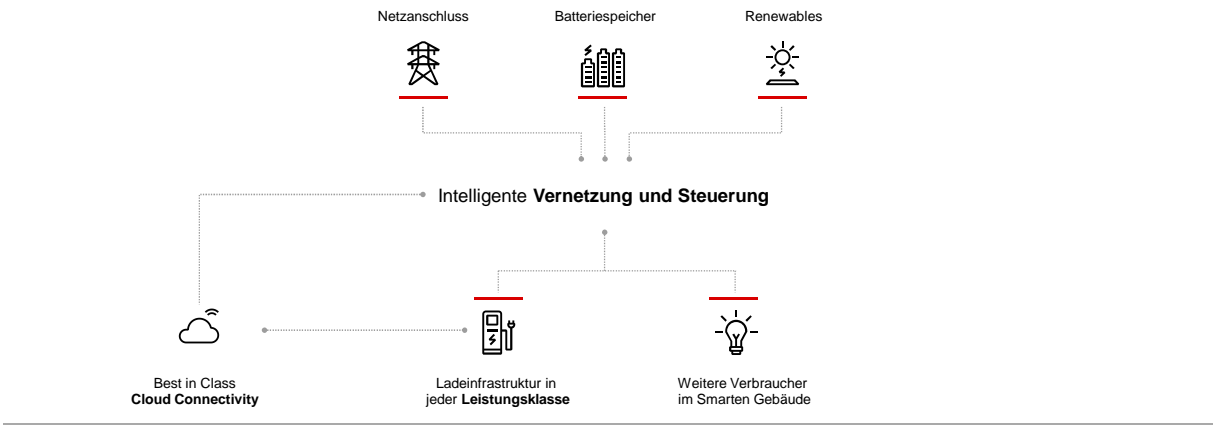 Netzanschluss
Batteriespeicher
Renewables
Intelligente Vernetzung und Steuerung
Best in Class
Cloud Connectivity
Ladeinfrastruktur in
jeder Leistungsklasse
Weitere Verbraucher
im Smarten Gebäude